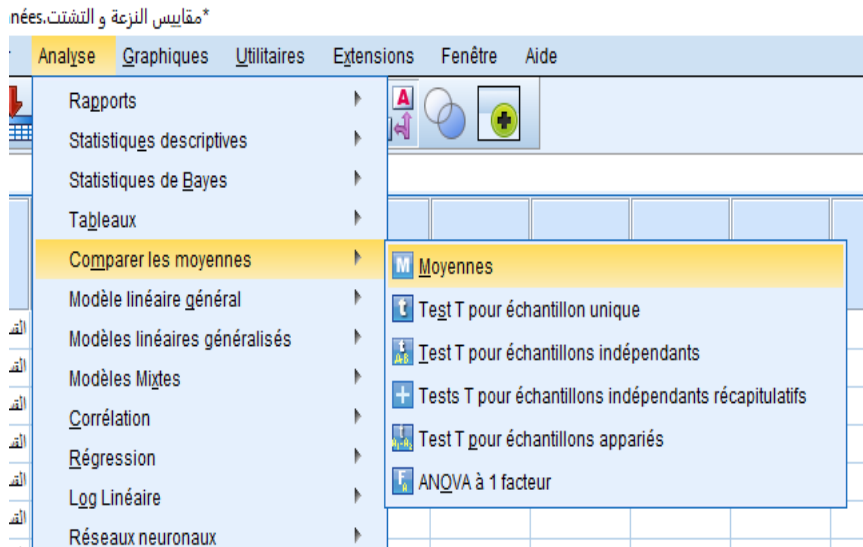 *مقاييس النزعة و التشتت.nées
Analyse Graphiques Utilitaires Extensions Fenêtre Aide
Rapports
Statistiques descriptives
Statistiques de Bayes
Tableaux
Comparer les moyennes
Modèle linéaire général
Modèles linéaires généralisés
Modèles Mixtes
Corrélation
Régression
Log Linéaire
Réseaux neuronaux
Moyennes
Test T pour échantillon unique
Test T pour échantillons indépendants
Tests T pour échantillons indépendants récapitulatifs
Test T pour échantillons appariés
ANOVA à 1 facteur